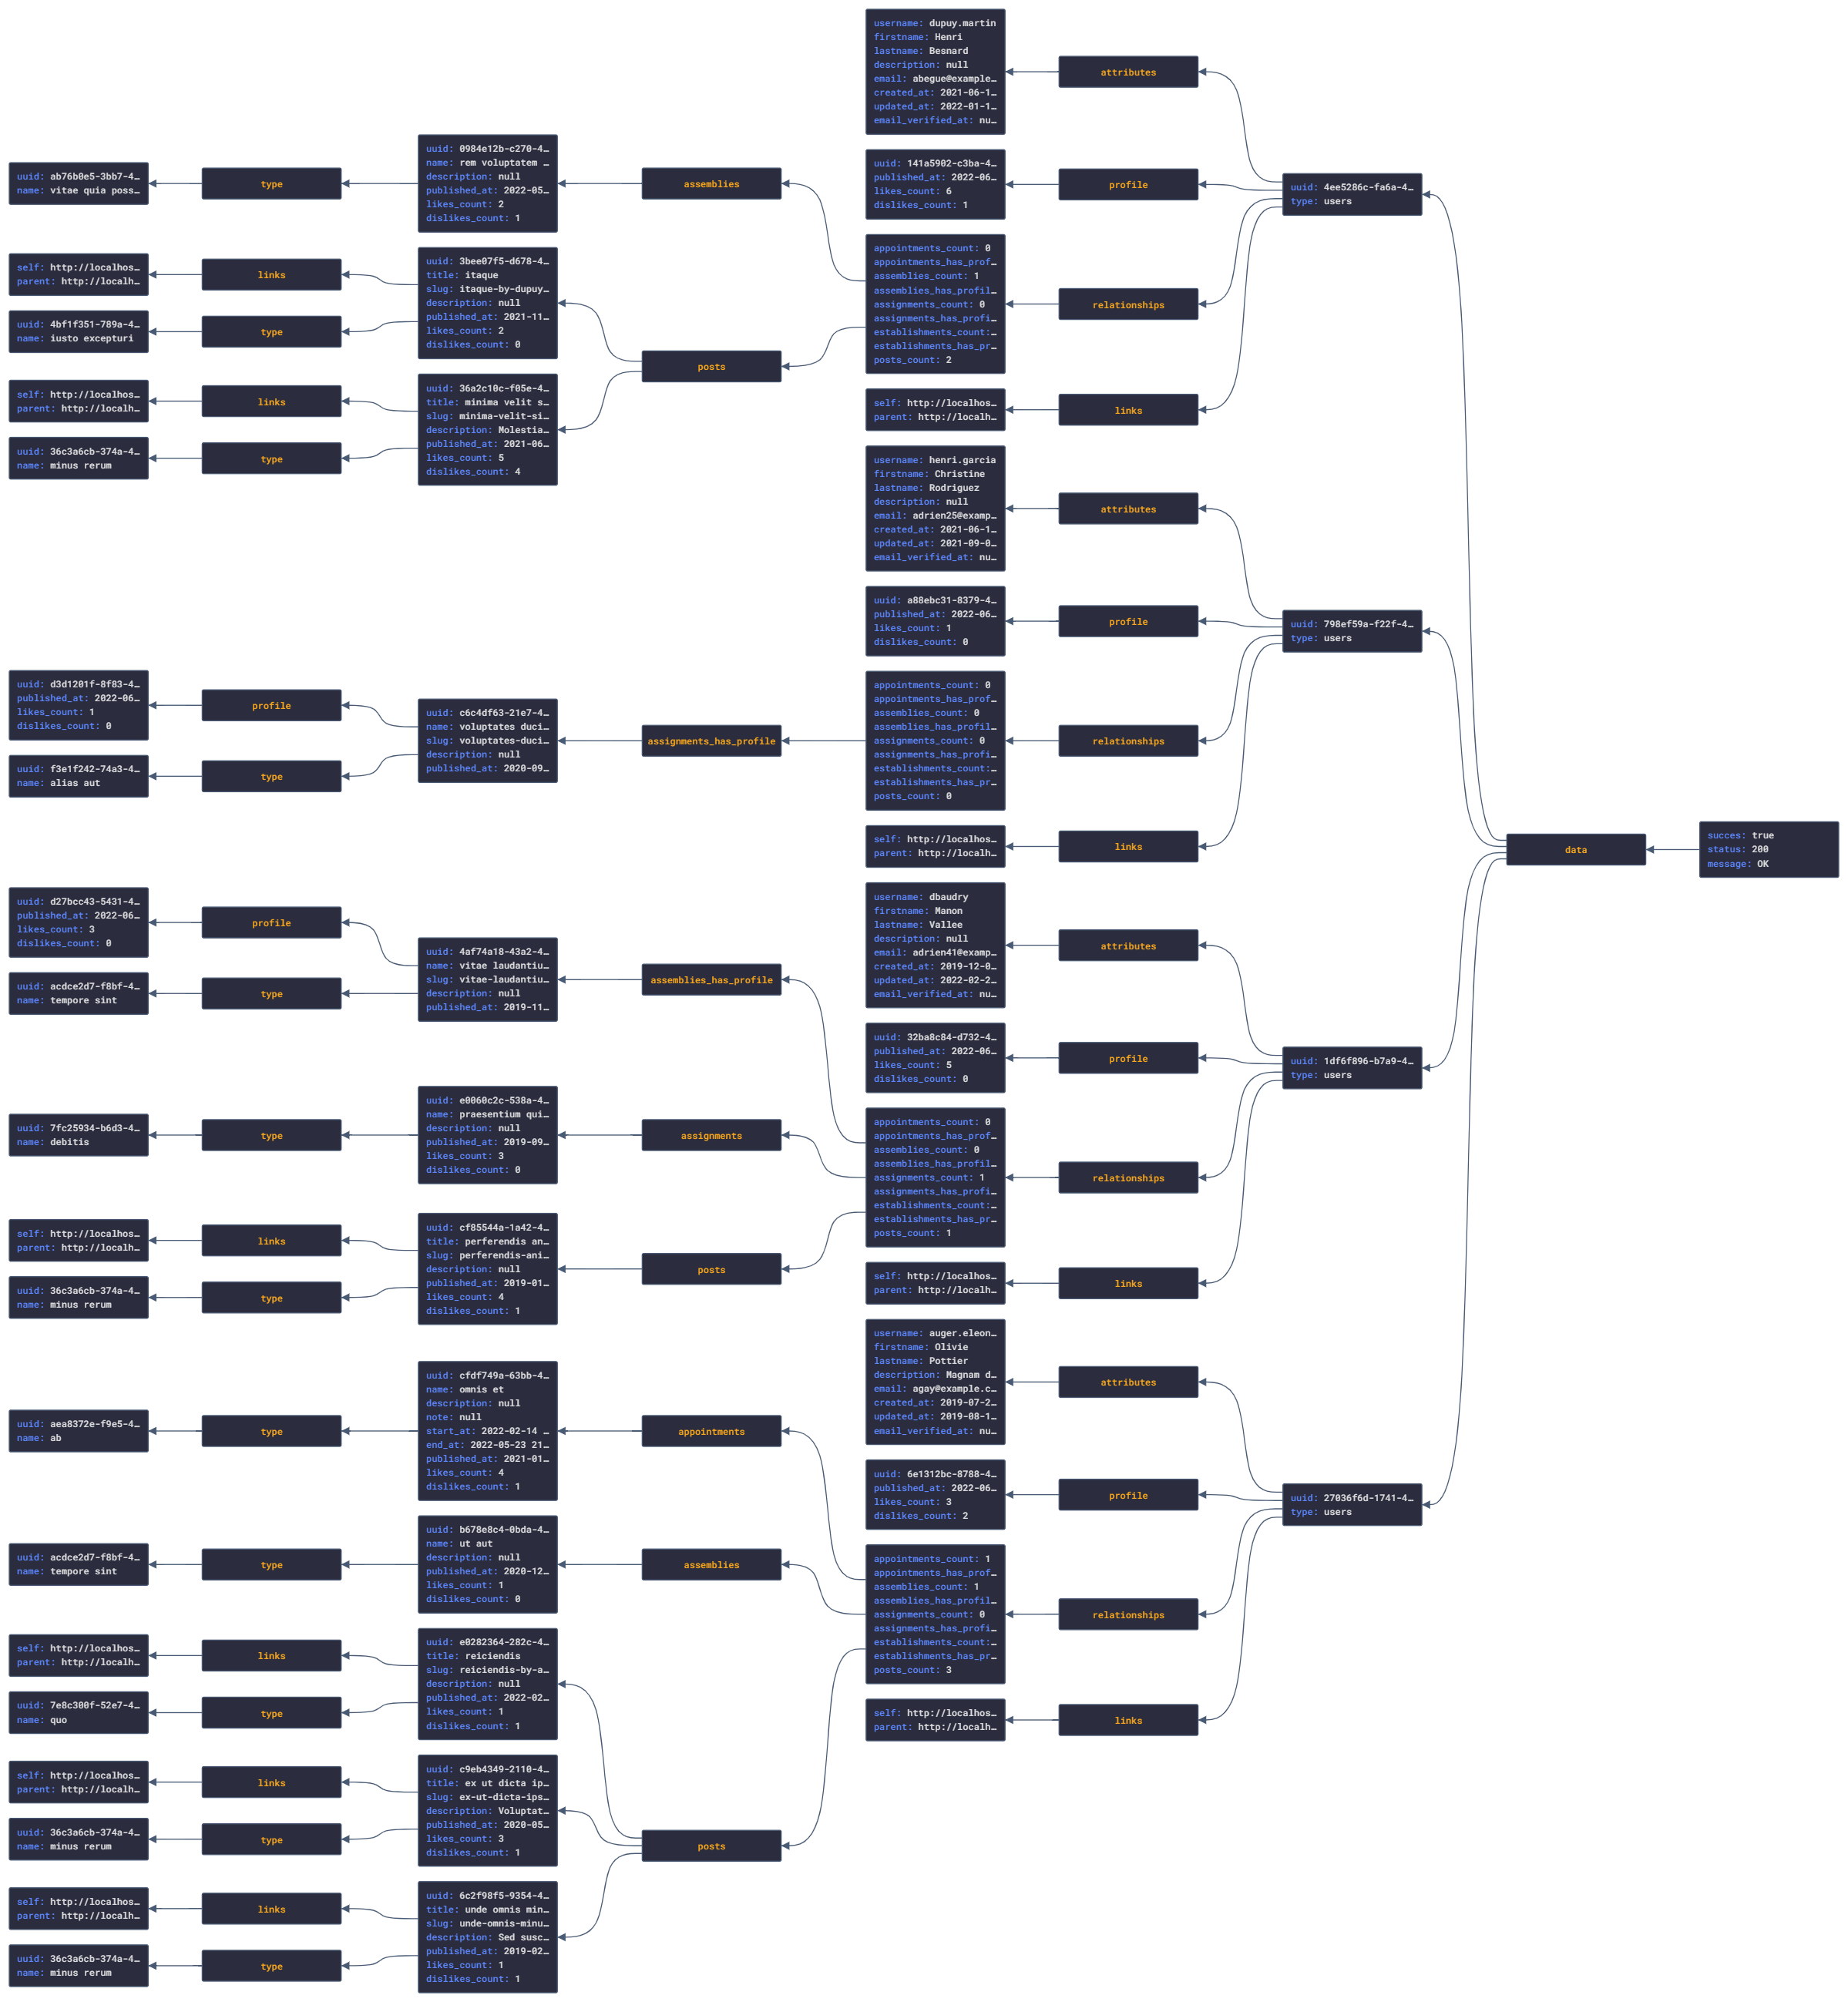 uuid: ab76b0e5-3bb7-4…
name: vitae quia poss…
self: http://localhos…
parent: http://localh…
uuid: 4bf1f351-789a-4…
name: iusto excepturi
self: http://localhos…
parent: http://localh…
uuid: 36c3a6cb-374a-4…
name: minus rerum
uuid: d3d1201f-8f83-4…
published_at: 2022-06…
likes_count: 1
dislikes_count: 0
uuid: f3e1f242-74a3-4…
name: alias aut
uuid: d27bcc43-5431-4…
published_at: 2022-06…
likes_count: 3
dislikes_count: 0
uuid: acdce2d7-f8bf-4…
name: tempore sint
uuid: 7fc25934-b6d3-4…
name: debitis
self: http://localhos…
parent: http://localh…
uuid: 36c3a6cb-374a-4…
name: minus rerum
uuid: aea8372e-f9e5-4…
name: ab
uuid: acdce2d7-f8bf-4…
name: tempore sint
self: http://localhos…
parent: http://localh…
uuid: 7e8c300f-52e7-4…
name: quo
self: http://localhos…
parent: http://localh…
uuid: 36c3a6cb-374a-4…
name: minus rerum
self: http://localhos…
parent: http://localh…
uuid: 36c3a6cb-374a-4…
name: minus rerum
type
links
type
links
type
profile
type
profile
type
type
links
type
type
type
links
type
links
type
links
type
uuid: 0984e12b-c270-4…
name: rem voluptatem …
description: null
published_at: 2022-05…
likes_count: 2
dislikes_count: 1
uuid: 3bee07f5-d678-4…
title: itaque
slug: itaque-by-dupuy…
description: null
published_at: 2021-11…
likes_count: 2
dislikes_count: 0
uuid: 36a2c10c-f05e-4…
title: minima velit s…
slug: minima-velit-si…
description: Molestia…
published_at: 2021-06…
likes_count: 5
dislikes_count: 4
uuid: c6c4df63-21e7-4…
name: voluptates duci…
slug: voluptates-duci…
description: null
published_at: 2020-09…
uuid: 4af74a18-43a2-4…
name: vitae laudantiu…
slug: vitae-laudantiu…
description: null
published_at: 2019-11…
uuid: e0060c2c-538a-4…
name: praesentium qui…
description: null
published_at: 2019-09…
likes_count: 3
dislikes_count: 0
uuid: cf85544a-1a42-4…
title: perferendis an…
slug: perferendis-ani…
description: null
published_at: 2019-01…
likes_count: 4
dislikes_count: 1
uuid: cfdf749a-63bb-4…
name: omnis et
description: null
note: null
start_at: 2022-02-14 …
end_at: 2022-05-23 21…
published_at: 2021-01…
likes_count: 4
dislikes_count: 1
uuid: b678e8c4-0bda-4…
name: ut aut
description: null
published_at: 2020-12…
likes_count: 1
dislikes_count: 0
uuid: e0282364-282c-4…
title: reiciendis
slug: reiciendis-by-a…
description: null
published_at: 2022-02…
likes_count: 1
dislikes_count: 1
uuid: c9eb4349-2110-4…
title: ex ut dicta ip…
slug: ex-ut-dicta-ips…
description: Voluptat…
published_at: 2020-05…
likes_count: 3
dislikes_count: 1
uuid: 6c2f98f5-9354-4…
title: unde omnis min…
slug: unde-omnis-minu…
description: Sed susc…
published_at: 2019-02…
likes_count: 1
dislikes_count: 1
assemblies
posts
assignments_has_profile
assemblies_has_profile
assignments
posts
appointments
assemblies
posts
username: dupuy.martin
firstname: Henri
lastname: Besnard
description: null
email: abegue@example…
created_at: 2021-06-1…
updated_at: 2022-01-1…
email_verified_at: nu…
uuid: 141a5902-c3ba-4…
published_at: 2022-06…
likes_count: 6
dislikes_count: 1
appointments_count: 0
appointments_has_prof…
assemblies_count: 1
assemblies_has_profil…
assignments_count: 0
assignments_has_profi…
establishments_count:…
establishments_has_pr…
posts_count: 2
self: http://localhos…
parent: http://localh…
username: henri.garcia
firstname: Christine
lastname: Rodriguez
description: null
email: adrien25@examp…
created_at: 2021-06-1…
updated_at: 2021-09-0…
email_verified_at: nu…
uuid: a88ebc31-8379-4…
published_at: 2022-06…
likes_count: 1
dislikes_count: 0
appointments_count: 0
appointments_has_prof…
assemblies_count: 0
assemblies_has_profil…
assignments_count: 0
assignments_has_profi…
establishments_count:…
establishments_has_pr…
posts_count: 0
self: http://localhos…
parent: http://localh…
username: dbaudry
firstname: Manon
lastname: Vallee
description: null
email: adrien41@examp…
created_at: 2019-12-0…
updated_at: 2022-02-2…
email_verified_at: nu…
uuid: 32ba8c84-d732-4…
published_at: 2022-06…
likes_count: 5
dislikes_count: 0
appointments_count: 0
appointments_has_prof…
assemblies_count: 0
assemblies_has_profil…
assignments_count: 1
assignments_has_profi…
establishments_count:…
establishments_has_pr…
posts_count: 1
self: http://localhos…
parent: http://localh…
username: auger.eleon…
firstname: Olivie
lastname: Pottier
description: Magnam d…
email: agay@example.c…
created_at: 2019-07-2…
updated_at: 2019-08-1…
email_verified_at: nu…
uuid: 6e1312bc-8788-4…
published_at: 2022-06…
likes_count: 3
dislikes_count: 2
appointments_count: 1
appointments_has_prof…
assemblies_count: 1
assemblies_has_profil…
assignments_count: 0
assignments_has_profi…
establishments_count:…
establishments_has_pr…
posts_count: 3
self: http://localhos…
parent: http://localh…
attributes
profile
relationships
links
attributes
profile
relationships
links
attributes
profile
relationships
links
attributes
profile
relationships
links
uuid: 4ee5286c-fa6a-4…
type: users
uuid: 798ef59a-f22f-4…
type: users
uuid: 1df6f896-b7a9-4…
type: users
uuid: 27036f6d-1741-4…
type: users
data
succes: true
status: 200
message: OK